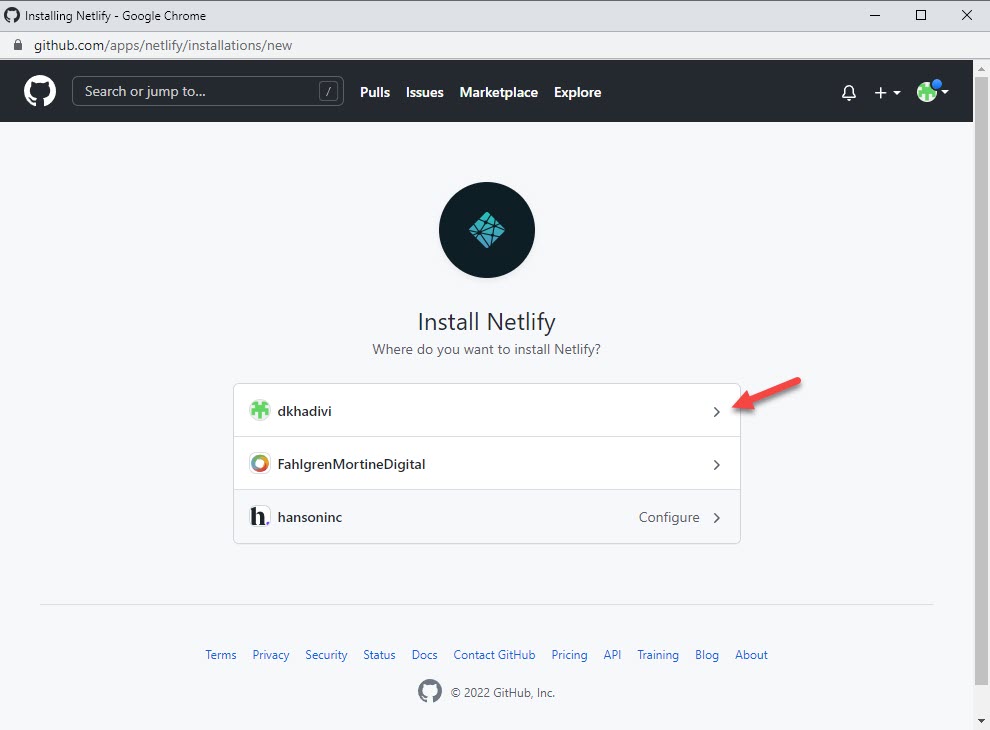 Installing Netlify - Google Chrome
github.com/apps/netlify/installations/new
Search or jump to... / Pulls Issues Marketplace Explore
Install Netlify
Where do you want to install Netlify?
dkhadivi
FahlgrenMortineDigital
h. hansoninc Configure
Terms Privacy Security Status Docs Contact GitHub Pricing API Training Blog About
© 2022 GitHub, Inc.